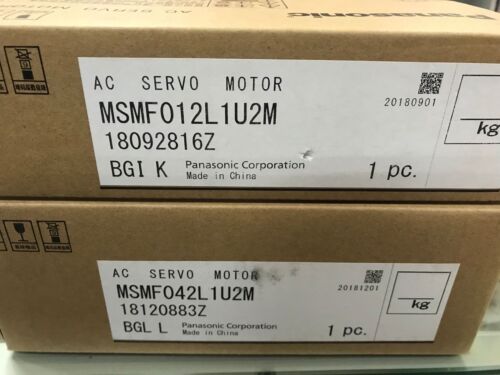 Panasonic
AC SERVO MOTOR
20180901
MSMF012L1U2M
18092816Z
BGI K Panasonic Corporation
Made in China
1 pc.
kg
AC SERVO MOTOR
20181201
MSMF042L1U2M
18120883Z
BGL L Panasonic Corporation
Made in China
1 pc.
kg